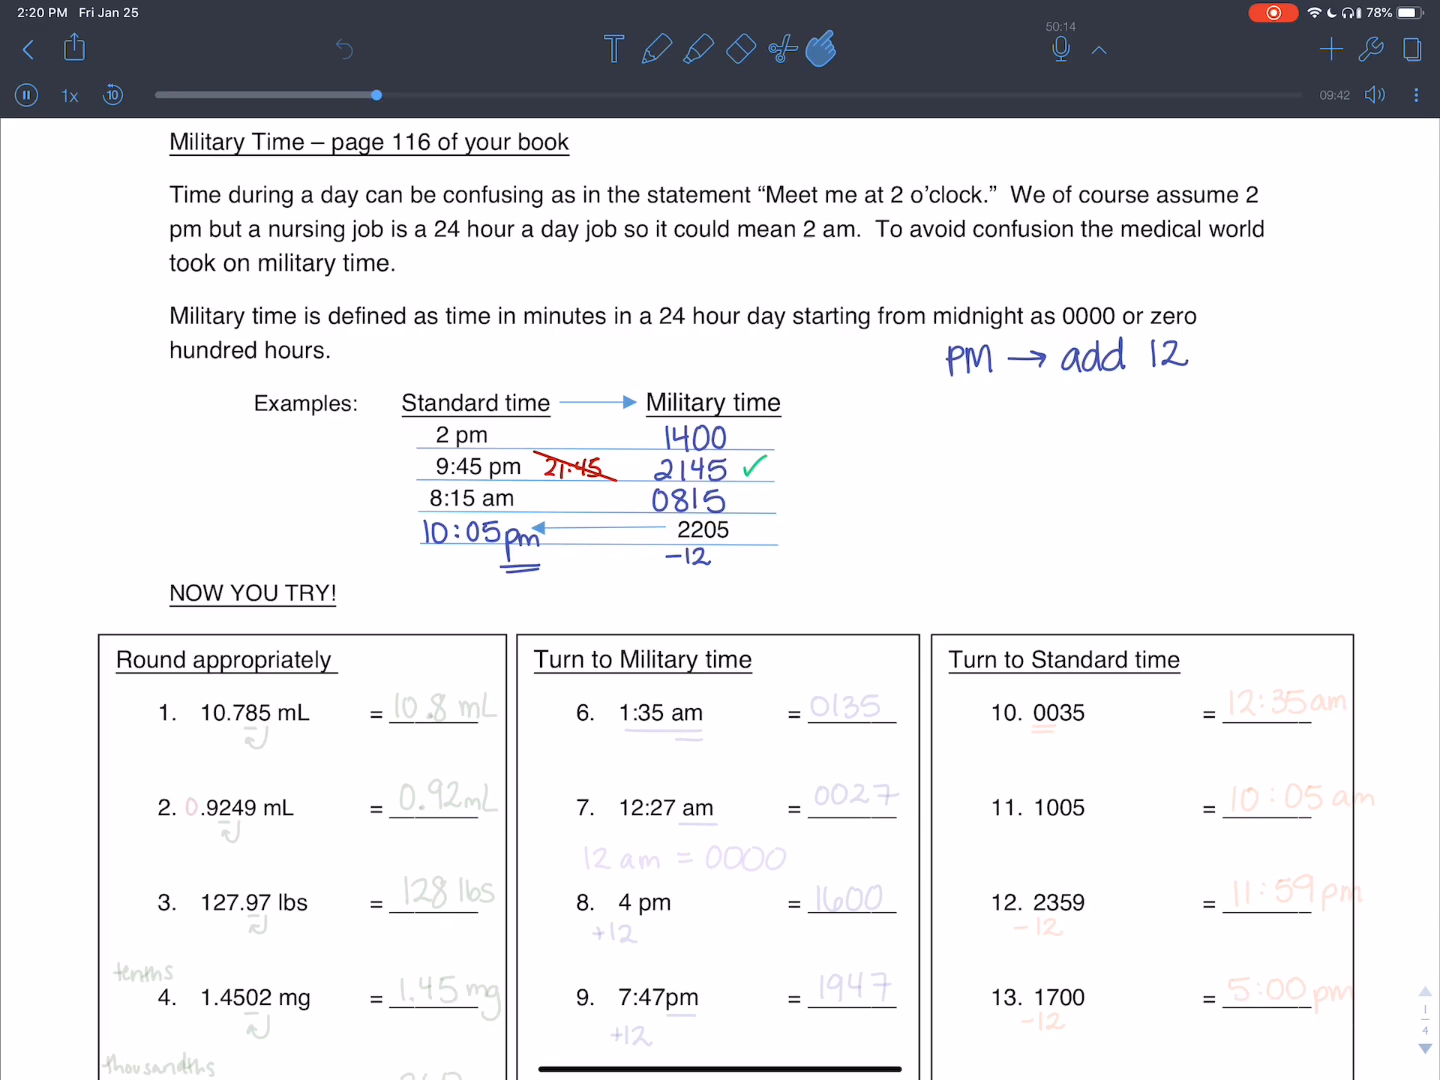 2:20 PM Fri Jan 25
78%
50:14
1x
10
09:42
Military Time – page 116 of your book
Time during a day can be confusing as in the statement “Meet me at 2 o’clock.” We of course assume 2
pm but a nursing job is a 24 hour a day job so it could mean 2 am. To avoid confusion the medical world
took on military time.
Military time is defined as time in minutes in a 24 hour day starting from midnight as 0000 or zero
hundred hours.
pm → add 12
Examples: Standard time Military time
2 pm 1400
9:45 pm 21:45 2145 ✓
8:15 am 0815
10:05pm 2205
-12
NOW YOU TRY!
Round appropriately
1. 10.785 mL = 10.8 mL
2. 0.9249 mL = 0.92mL
3. 127.97 lbs = 128 lbs
tenths
4. 1.4502 mg = 1.45 mg
thousandths
Turn to Military time
6. 1:35 am = 0135
7. 12:27 am = 0027
12 am = 0000
8. 4 pm = 1600
+12
9. 7:47pm = 1947
+12
Turn to Standard time
10. 0035 = 12:35am
11. 1005 = 10:05am
12. 2359 = 11:59pm
-12
13. 1700 = 5:00pm
-12
1
4